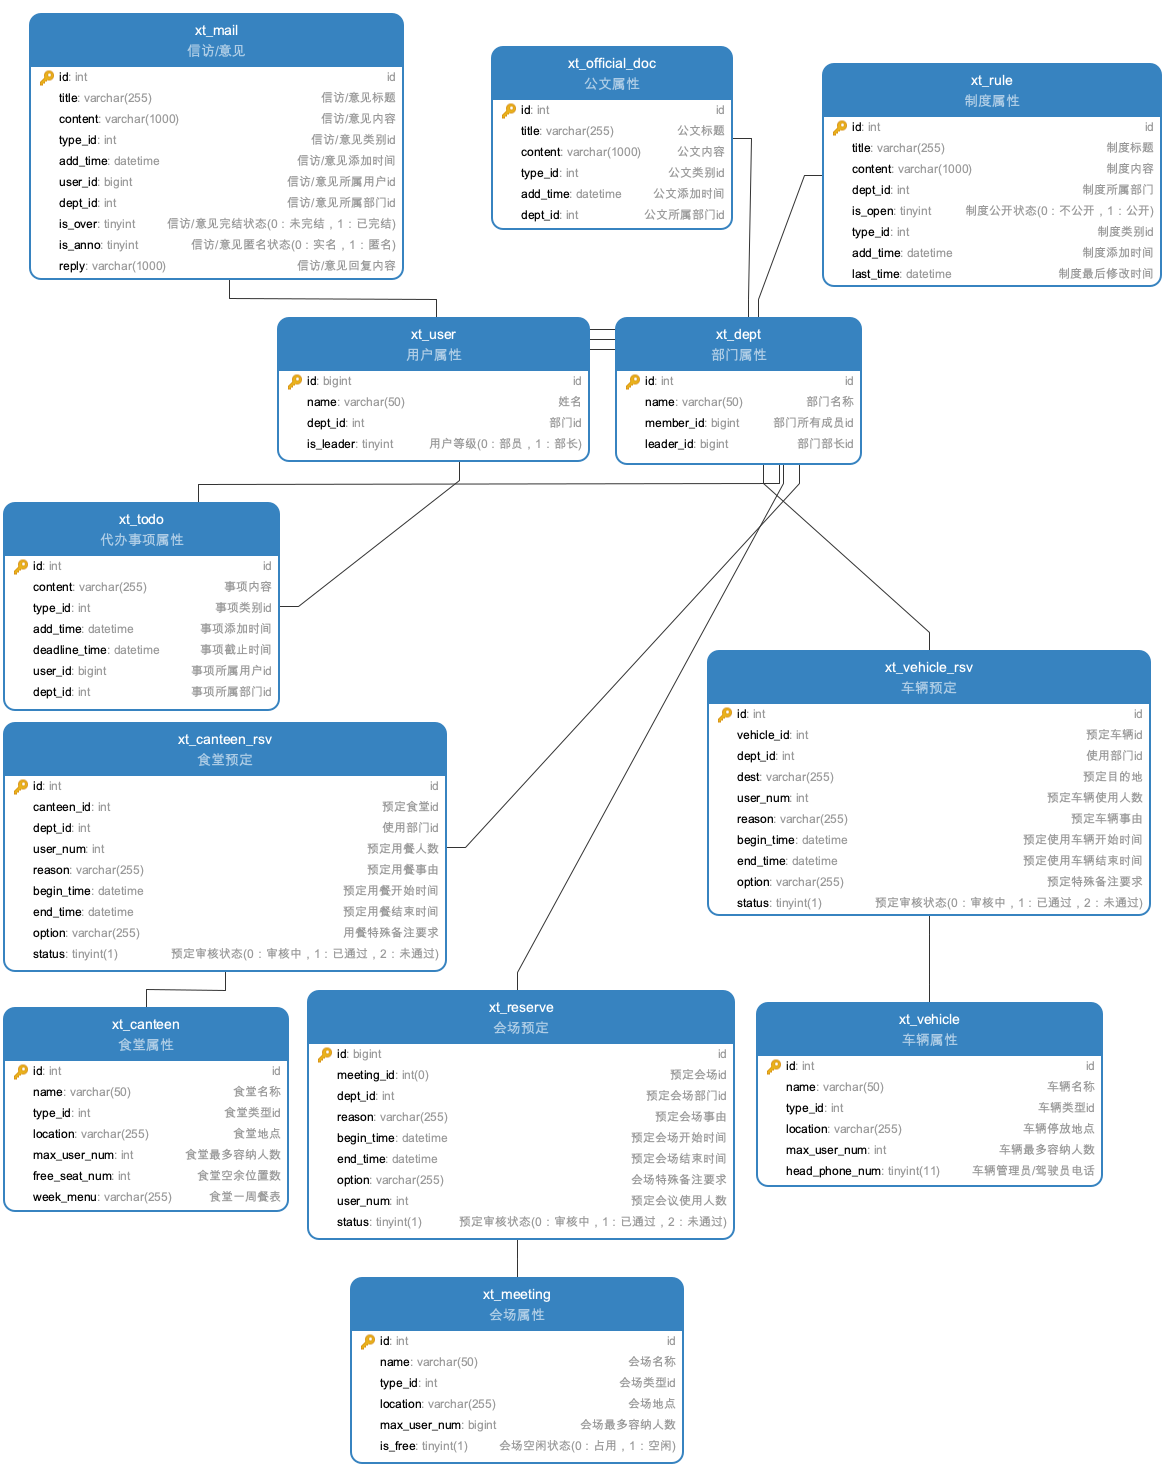 xt_mail
信访/意见
id: int id
title: varchar(255) 信访/意见标题
content: varchar(1000) 信访/意见内容
type_id: int 信访/意见类别id
add_time: datetime 信访/意见添加时间
user_id: bigint 信访/意见所属用户id
dept_id: int 信访/意见所属部门id
is_over: tinyint 信访/意见完结状态(0：未完结，1：已完结)
is_anno: tinyint 信访/意见匿名状态(0：实名，1：匿名)
reply: varchar(1000) 信访/意见回复内容
xt_official_doc
公文属性
id: int id
title: varchar(255) 公文标题
content: varchar(1000) 公文内容
type_id: int 公文类别id
add_time: datetime 公文添加时间
dept_id: int 公文所属部门id
xt_rule
制度属性
id: int id
title: varchar(255) 制度标题
content: varchar(1000) 制度内容
dept_id: int 制度所属部门
is_open: tinyint 制度公开状态(0：不公开，1：公开)
type_id: int 制度类别id
add_time: datetime 制度添加时间
last_time: datetime 制度最后修改时间
xt_user
用户属性
id: bigint id
name: varchar(50) 姓名
dept_id: int 部门id
is_leader: tinyint 用户等级(0：部员，1：部长)
xt_dept
部门属性
id: int id
name: varchar(50) 部门名称
member_id: bigint 部门所有成员id
leader_id: bigint 部门部长id
xt_todo
代办事项属性
id: int id
content: varchar(255) 事项内容
type_id: int 事项类别id
add_time: datetime 事项添加时间
deadline_time: datetime 事项截止时间
user_id: bigint 事项所属用户id
dept_id: int 事项所属部门id
xt_vehicle_rsv
车辆预定
id: int id
vehicle_id: int 预定车辆id
dept_id: int 使用部门id
dest: varchar(255) 预定目的地
user_num: int 预定车辆使用人数
reason: varchar(255) 预定车辆事由
begin_time: datetime 预定使用车辆开始时间
end_time: datetime 预定使用车辆结束时间
option: varchar(255) 预定特殊备注要求
status: tinyint(1) 预定审核状态(0：审核中，1：已通过，2：未通过)
xt_canteen_rsv
食堂预定
id: int id
canteen_id: int 预定食堂id
dept_id: int 使用部门id
user_num: int 预定用餐人数
reason: varchar(255) 预定用餐事由
begin_time: datetime 预定用餐开始时间
end_time: datetime 预定用餐结束时间
option: varchar(255) 用餐特殊备注要求
status: tinyint(1) 预定审核状态(0：审核中，1：已通过，2：未通过)
xt_canteen
食堂属性
id: int id
name: varchar(50) 食堂名称
type_id: int 食堂类型id
location: varchar(255) 食堂地点
max_user_num: int 食堂最多容纳人数
free_seat_num: int 食堂空余位置数
week_menu: varchar(255) 食堂一周餐表
xt_reserve
会场预定
id: bigint id
meeting_id: int(0) 预定会场id
dept_id: int 预定会场部门id
reason: varchar(255) 预定会场事由
begin_time: datetime 预定会场开始时间
end_time: datetime 预定会场结束时间
option: varchar(255) 会场特殊备注要求
user_num: int 预定会议使用人数
status: tinyint(1) 预定审核状态(0：审核中，1：已通过，2：未通过)
xt_vehicle
车辆属性
id: int id
name: varchar(50) 车辆名称
type_id: int 车辆类型id
location: varchar(255) 车辆停放地点
max_user_num: int 车辆最多容纳人数
head_phone_num: tinyint(11) 车辆管理员/驾驶员电话
xt_meeting
会场属性
id: int id
name: varchar(50) 会场名称
type_id: int 会场类型id
location: varchar(255) 会场地点
max_user_num: bigint 会场最多容纳人数
is_free: tinyint(1) 会场空闲状态(0：占用，1：空闲)